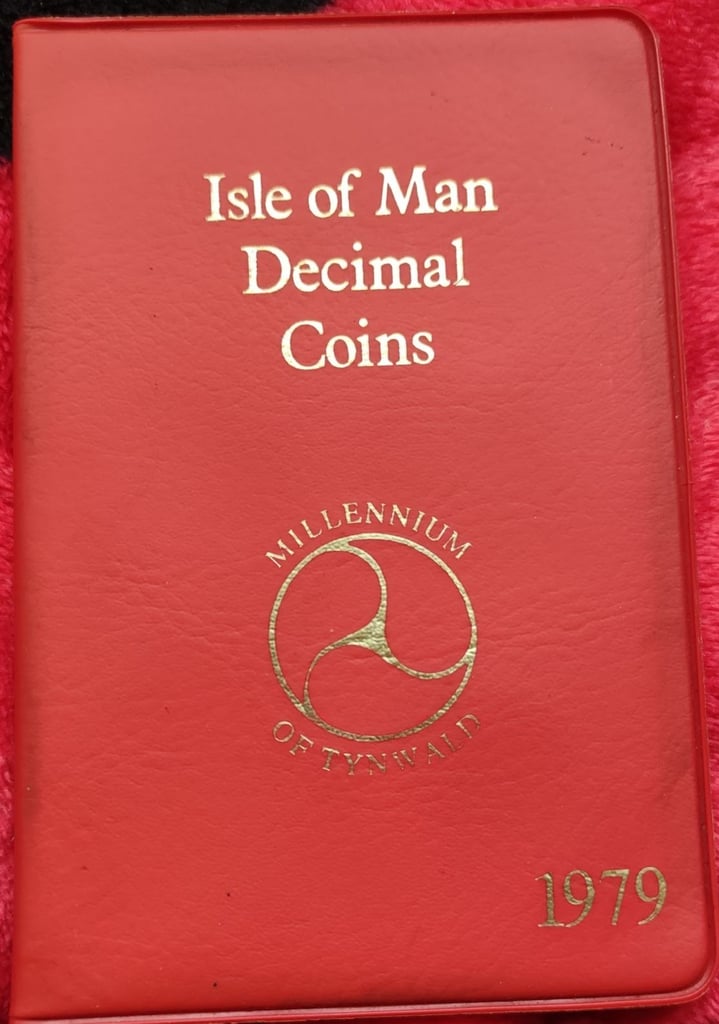 Isle of Man
Decimal
Coins
MILLENNIUM
OF TYNWALD
1979